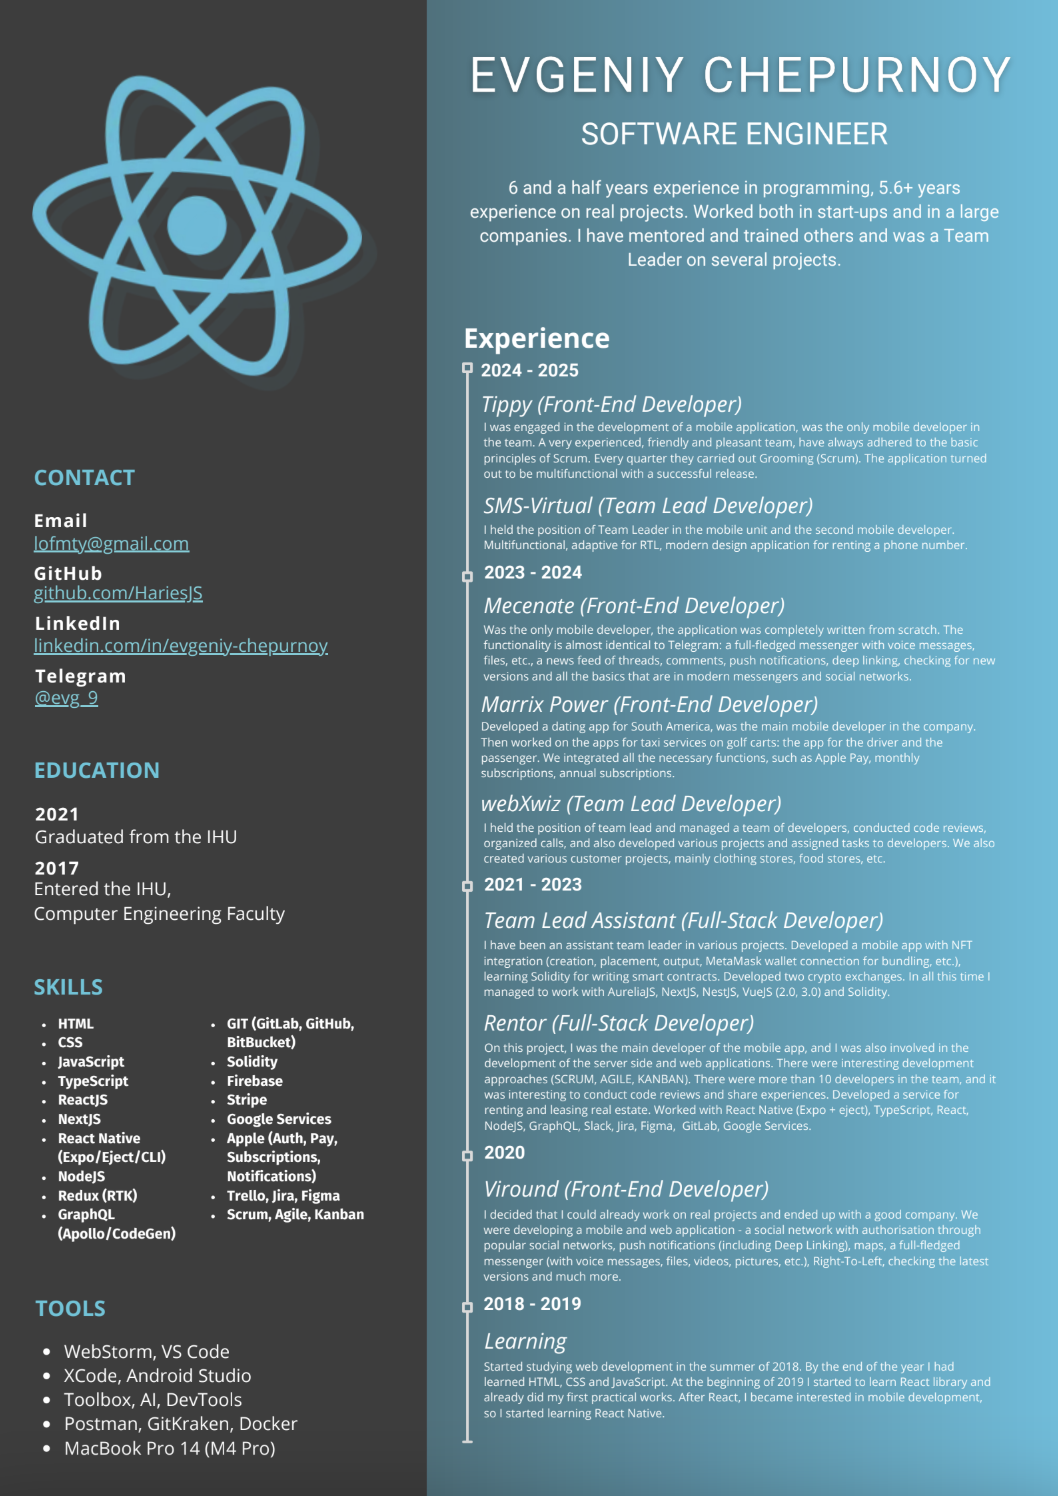 EVGENIY CHEPURNOY
SOFTWARE ENGINEER
6 and a half years experience in programming, 5.6+ years
experience on real projects. Worked both in start-ups and in a large
companies. I have mentored and trained others and was a Team
Leader on several projects.
CONTACT
Email
lofmty@gmail.com
GitHub
github.com/HariesJS
LinkedIn
linkedin.com/in/evgeniy-chepurnoy
Telegram
@evg_9
EDUCATION
2021
Graduated from the IHU
2017
Entered the IHU,
Computer Engineering Faculty
SKILLS
• HTML
• CSS
• JavaScript
• TypeScript
• ReactJS
• NextJS
• React Native
(Expo/Eject/CLI)
• NodeJS
• Redux (RTK)
• GraphQL
(Apollo/CodeGen)
• GIT (GitLab, GitHub,
BitBucket)
• Solidity
• Firebase
• Stripe
• Google Services
• Apple (Auth, Pay,
Subscriptions,
Notifications)
• Trello, Jira, Figma
• Scrum, Agile, Kanban
TOOLS
• WebStorm, VS Code
• XCode, Android Studio
• Toolbox, AI, DevTools
• Postman, GitKraken, Docker
• MacBook Pro 14 (M4 Pro)
Experience
2024 - 2025
Tippy (Front-End Developer)
I was engaged in the development of a mobile application, was the only mobile developer in
the team. A very experienced, friendly and pleasant team, have always adhered to the basic
principles of Scrum. Every quarter they carried out Grooming (Scrum). The application turned
out to be multifunctional with a successful release.
SMS-Virtual (Team Lead Developer)
I held the position of Team Leader in the mobile unit and the second mobile developer.
Multifunctional, adaptive for RTL, modern design application for renting a phone number.
2023 - 2024
Mecenate (Front-End Developer)
Was the only mobile developer, the application was completely written from scratch. The
functionality is almost identical to Telegram: a full-fledged messenger with voice messages,
files, etc., a news feed of threads, comments, push notifications, deep linking, checking for new
versions and all the basics that are in modern messengers and social networks.
Marrix Power (Front-End Developer)
Developed a dating app for South America, was the main mobile developer in the company.
Then worked on the apps for taxi services on golf carts: the app for the driver and the
passenger. We integrated all the necessary functions, such as Apple Pay, monthly
subscriptions, annual subscriptions.
webXwiz (Team Lead Developer)
I held the position of team lead and managed a team of developers, conducted code reviews,
organized calls, and also developed various projects and assigned tasks to developers. We also
created various customer projects, mainly clothing stores, food stores, etc.
2021 - 2023
Team Lead Assistant (Full-Stack Developer)
I have been an assistant team leader in various projects. Developed a mobile app with NFT
integration (creation, placement, output, MetaMask wallet connection for bundling, etc.),
learning Solidity for writing smart contracts. Developed two crypto exchanges. In all this time I
managed to work with AureliaJS, NextJS, NestJS, VueJS (2.0, 3.0) and Solidity.
Rentor (Full-Stack Developer)
On this project, I was the main developer of the mobile app, and I was also involved in the
development of the server side and web applications. There were interesting development
approaches (SCRUM, AGILE, KANBAN). There were more than 10 developers in the team, and it
was interesting to conduct code reviews and share experiences. Developed a service for
renting and leasing real estate. Worked with React Native (Expo + eject), TypeScript, React,
NodeJS, GraphQL, Slack, Jira, Figma, GitLab, Google Services.
2020
Viround (Front-End Developer)
I decided that I could already work on real projects and ended up with a good company. We
were developing a mobile and web application - a social network with authorisation through
popular social networks, push notifications (including Deep Linking), maps, a full-fledged
messenger (with voice messages, files, videos, pictures, etc.), Right-To-Left, checking the latest
versions and much more.
2018 - 2019
Learning
Started studying web development in the summer of 2018. By the end of the year I had
learned HTML, CSS and JavaScript. At the beginning of 2019 I started to learn React library and
already did my first practical works. After React, I became interested in mobile development,
so I started learning React Native.